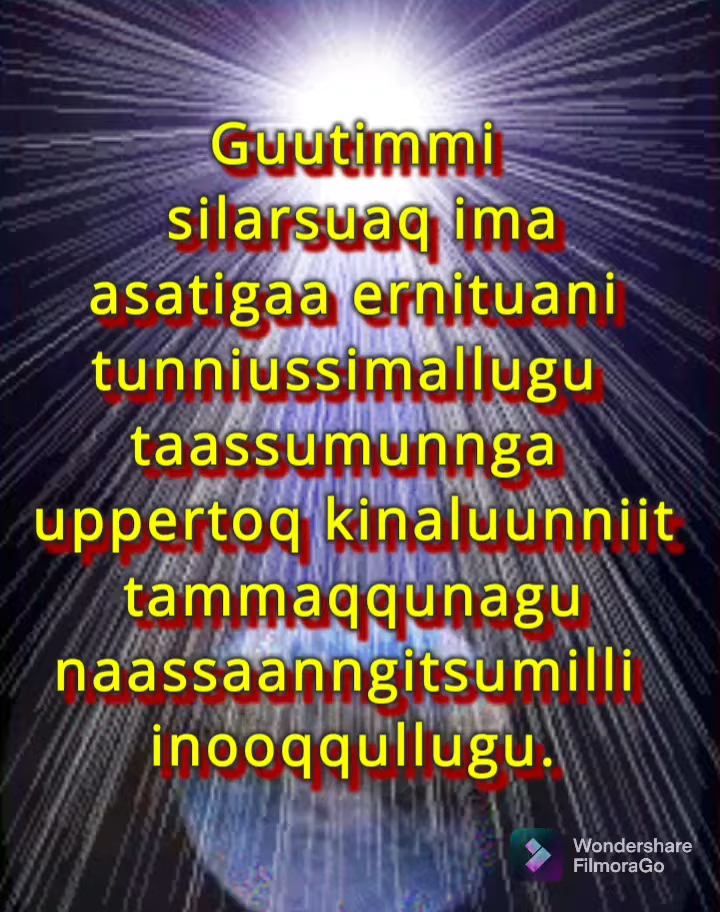 Guutimmi
silarsuaq ima
asatigaa ernituani
tunniussimallugu
taassumunnga
uppertoq kinaluunniit
tammaqqunagu
naassaanngitsumilli
inooqqullugu.
Wondershare
FilmoraGo